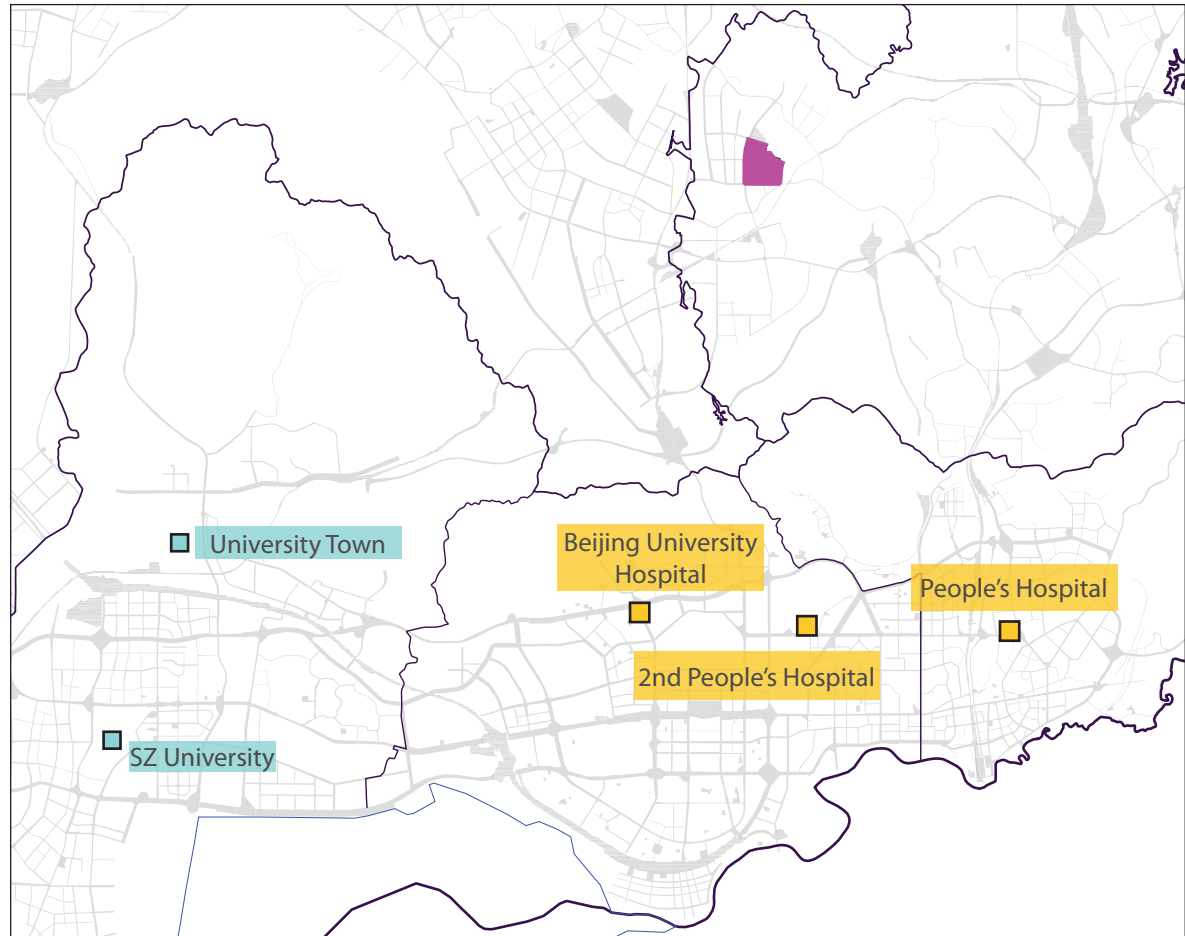 Beijing University
Hospital
University Town
People’s Hospital
2nd People’s Hospital
SZ University